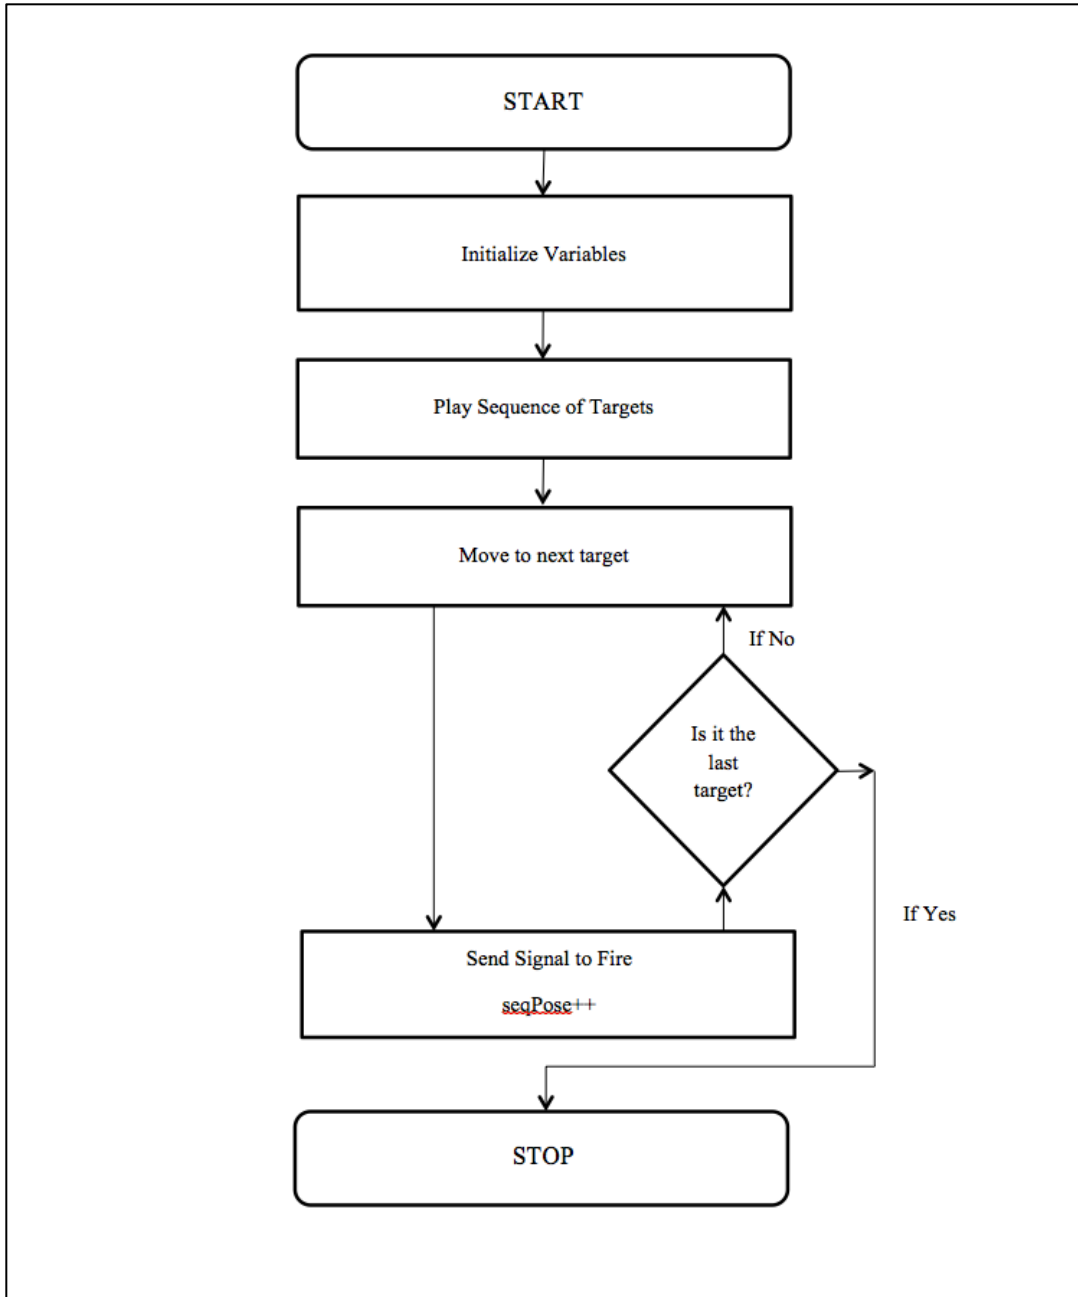 START
Initialize Variables
Play Sequence of Targets
Move to next target
If No
Is it the
last
target?
If Yes
Send Signal to Fire
seqPose++
STOP